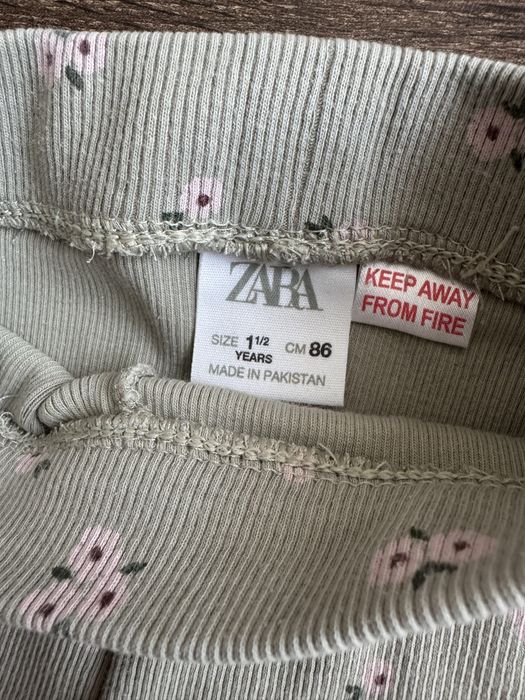 ZARA
SIZE 1 1/2 CM 86
YEARS
MADE IN PAKISTAN
KEEP AWAY
FROM FIRE